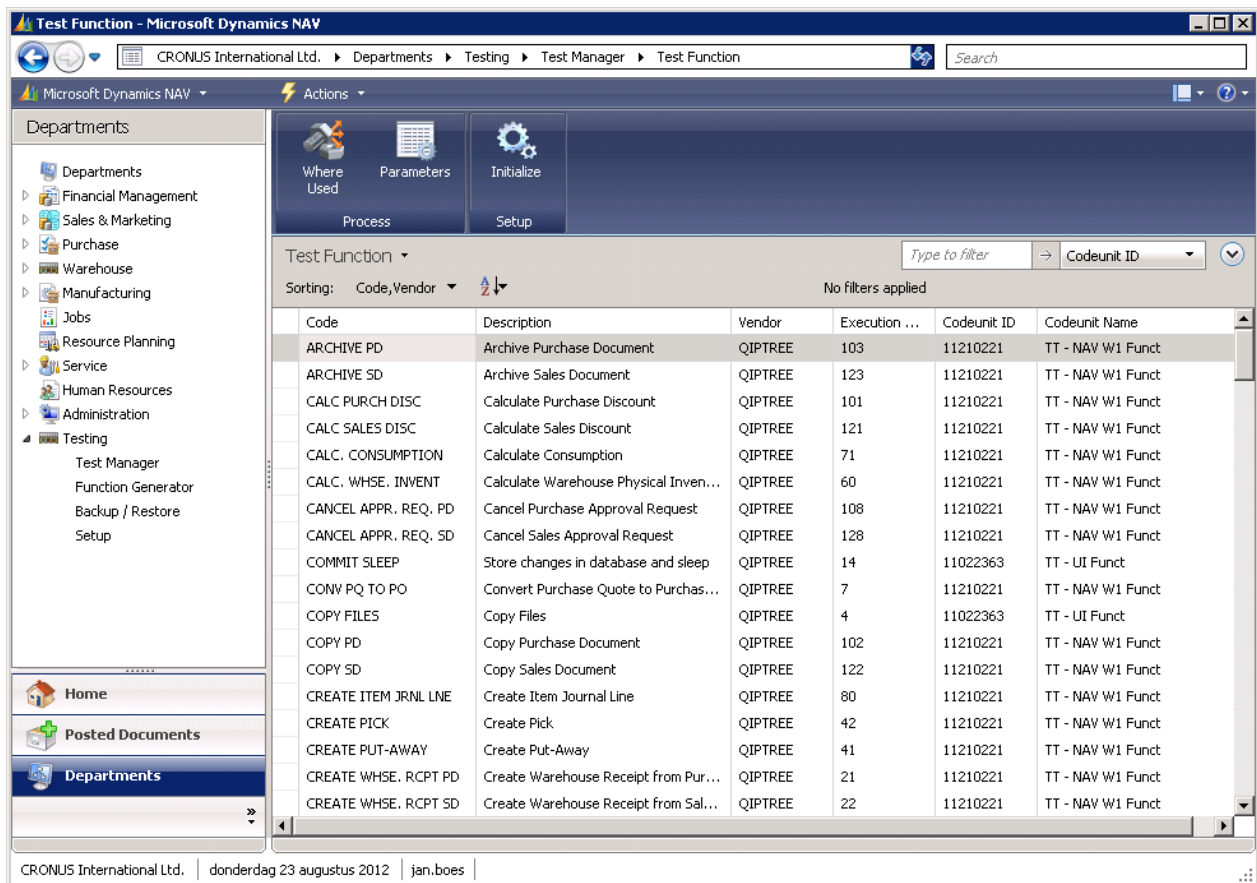 Test Function - Microsoft Dynamics NAV
CRONUS International Ltd. Departments Testing Test Manager Test Function Search
Microsoft Dynamics NAV Actions
Departments
Departments
Financial Management
Sales & Marketing
Purchase
Warehouse
Manufacturing
Jobs
Resource Planning
Service
Human Resources
Administration
Testing
Test Manager
Function Generator
Backup / Restore
Setup
Home
Posted Documents
Departments
Where Used
Parameters
Initialize
Process Setup
Test Function Type to filter Codeunit ID
Sorting: Code,Vendor No filters applied
Code Description Vendor Execution ... Codeunit ID Codeunit Name
ARCHIVE PD Archive Purchase Document QIPTREE 103 11210221 TT - NAV W1 Funct
ARCHIVE SD Archive Sales Document QIPTREE 123 11210221 TT - NAV W1 Funct
CALC PURCH DISC Calculate Purchase Discount QIPTREE 101 11210221 TT - NAV W1 Funct
CALC SALES DISC Calculate Sales Discount QIPTREE 121 11210221 TT - NAV W1 Funct
CALC. CONSUMPTION Calculate Consumption QIPTREE 71 11210221 TT - NAV W1 Funct
CALC. WHSE. INVENT Calculate Warehouse Physical Inven... QIPTREE 60 11210221 TT - NAV W1 Funct
CANCEL APPR. REQ. PD Cancel Purchase Approval Request QIPTREE 108 11210221 TT - NAV W1 Funct
CANCEL APPR. REQ. SD Cancel Sales Approval Request QIPTREE 128 11210221 TT - NAV W1 Funct
COMMIT SLEEP Store changes in database and sleep QIPTREE 14 11022363 TT - UI Funct
CONV PQ TO PO Convert Purchase Quote to Purchas... QIPTREE 7 11210221 TT - NAV W1 Funct
COPY FILES Copy Files QIPTREE 4 11022363 TT - UI Funct
COPY PD Copy Purchase Document QIPTREE 102 11210221 TT - NAV W1 Funct
COPY SD Copy Sales Document QIPTREE 122 11210221 TT - NAV W1 Funct
CREATE ITEM JRNL LNE Create Item Journal Line QIPTREE 80 11210221 TT - NAV W1 Funct
CREATE PICK Create Pick QIPTREE 42 11210221 TT - NAV W1 Funct
CREATE PUT-AWAY Create Put-Away QIPTREE 41 11210221 TT - NAV W1 Funct
CREATE WHSE. RCPT PD Create Warehouse Receipt from Pur... QIPTREE 21 11210221 TT - NAV W1 Funct
CREATE WHSE. RCPT SD Create Warehouse Receipt from Sal... QIPTREE 22 11210221 TT - NAV W1 Funct
CRONUS International Ltd. donderdag 23 augustus 2012 jan.boes